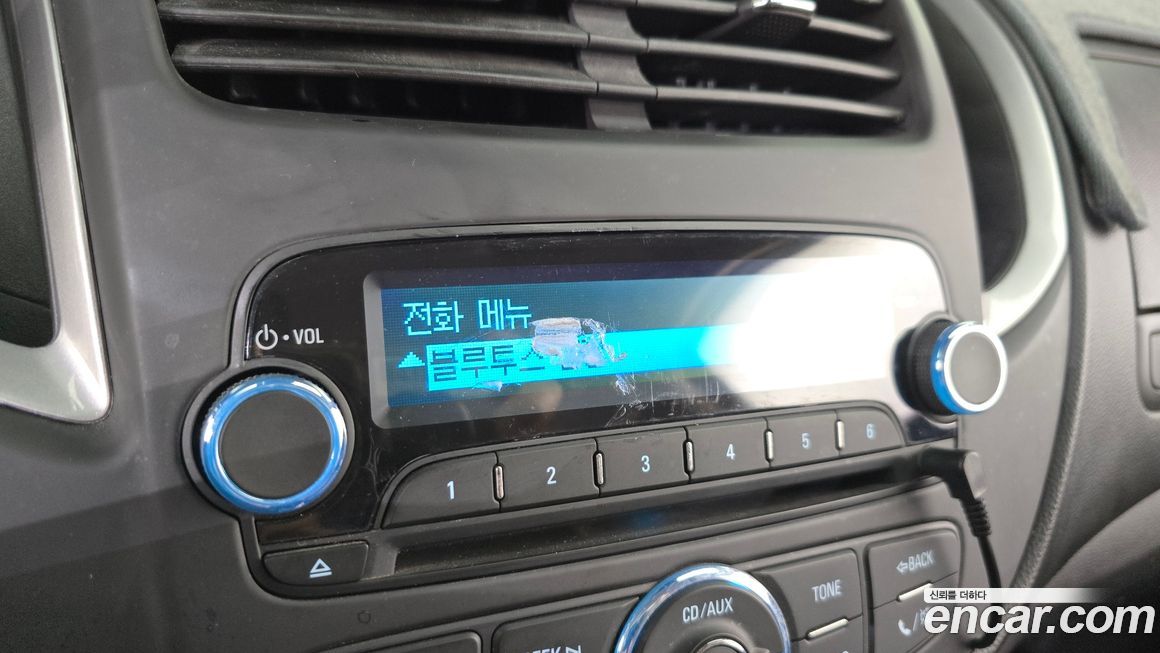 전화 메뉴
블루투스
VOL
1 2 3 4 5 6
CD/AUX
TONE
BACK
신뢰를 더하다
encar.com